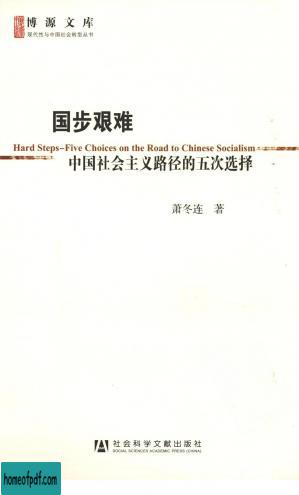 博源文库
现代性与中国社会转型丛书
国步艰难
Hard Steps-Five Choices on the Road to Chinese Socialism
中国社会主义路径的五次选择
萧冬连 著
社会科学文献出版社
SOCIAL SCIENCES ACADEMIC PRESS (CHINA)
homeofpdf.com